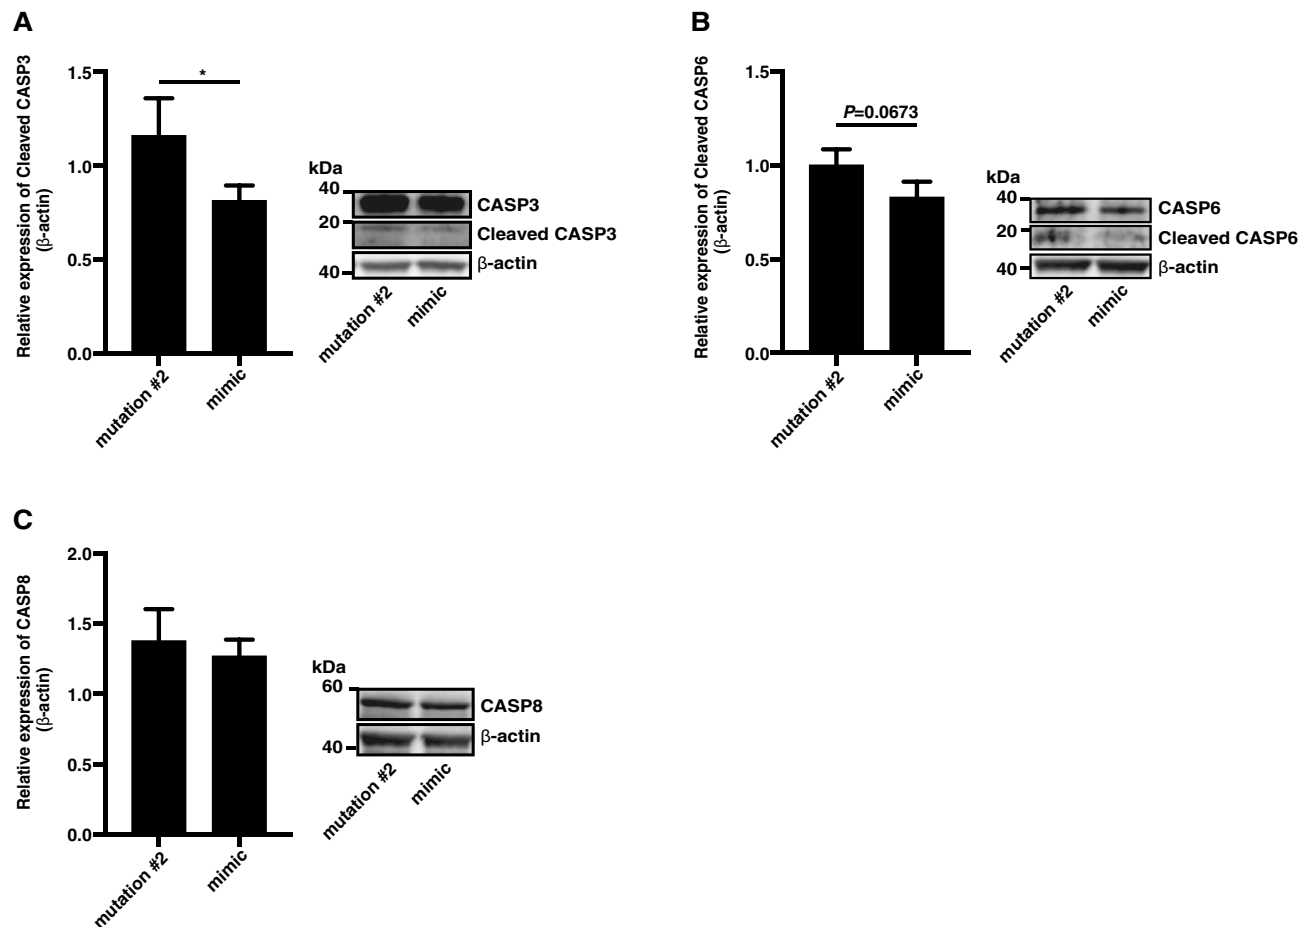 A
Relative expression of Cleaved CASP3
(β-actin)
1.5
1.0
0.5
0.0
*
mutation #2
mimic
kDa
40
20
40
CASP3
Cleaved CASP3
β-actin
mutation #2
mimic
B
Relative expression of Cleaved CASP6
(β-actin)
1.5
1.0
0.5
0.0
P=0.0673
mutation #2
mimic
kDa
40
20
40
CASP6
Cleaved CASP6
β-actin
mutation #2
mimic
C
Relative expression of CASP8
(β-actin)
2.0
1.5
1.0
0.5
0.0
mutation #2
mimic
kDa
60
40
CASP8
β-actin
mutation #2
mimic